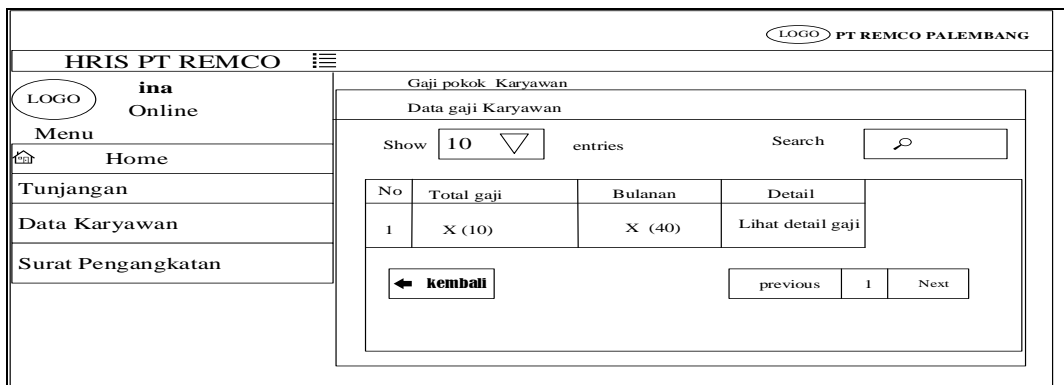 LOGO PT REMCO PALEMBANG
HRIS PT REMCO
LOGO
ina
Online
Menu
Home
Tunjangan
Data Karyawan
Surat Pengangkatan
Gaji pokok Karyawan
Data gaji Karyawan
Show 10 entries Search
No Total gaji Bulanan Detail
1 X (10) X (40) Lihat detail gaji
kembali previous 1 Next